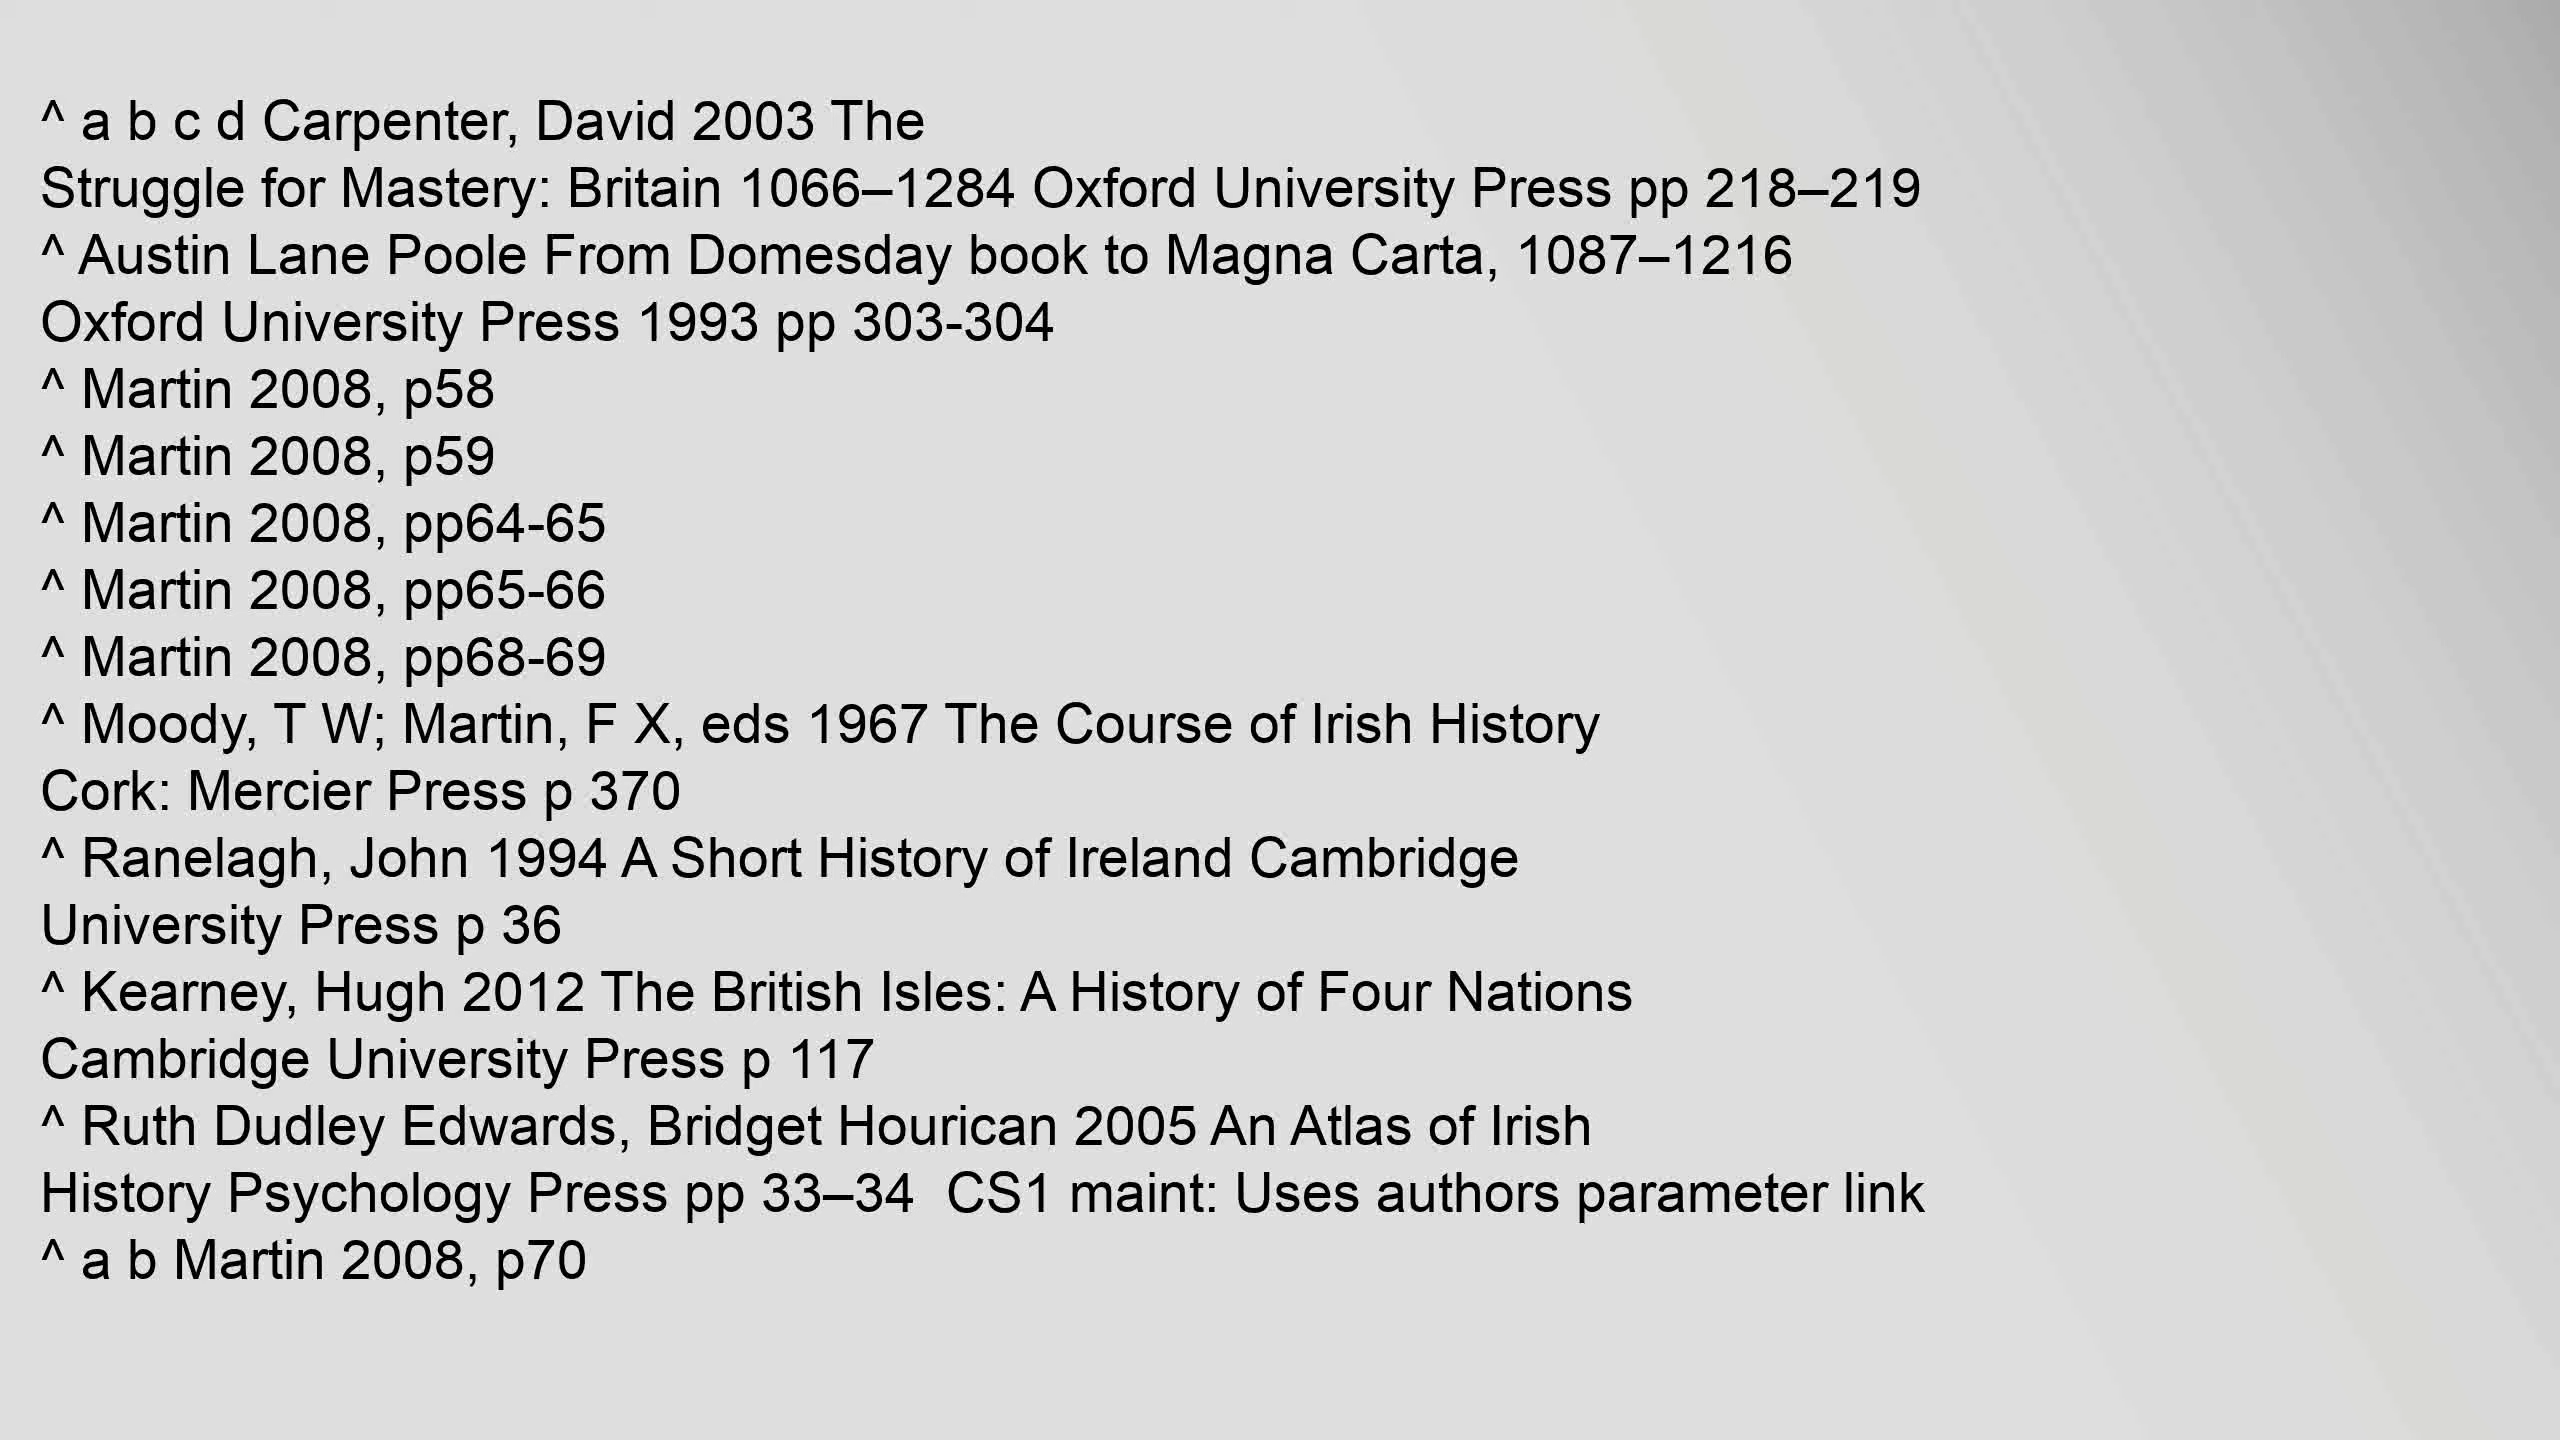 ^ a b c d Carpenter, David 2003 The
Struggle for Mastery: Britain 1066–1284 Oxford University Press pp 218–219
^ Austin Lane Poole From Domesday book to Magna Carta, 1087–1216
Oxford University Press 1993 pp 303-304
^ Martin 2008, p58
^ Martin 2008, p59
^ Martin 2008, pp64-65
^ Martin 2008, pp65-66
^ Martin 2008, pp68-69
^ Moody, T W; Martin, F X, eds 1967 The Course of Irish History
Cork: Mercier Press p 370
^ Ranelagh, John 1994 A Short History of Ireland Cambridge
University Press p 36
^ Kearney, Hugh 2012 The British Isles: A History of Four Nations
Cambridge University Press p 117
^ Ruth Dudley Edwards, Bridget Hourican 2005 An Atlas of Irish
History Psychology Press pp 33–34  CS1 maint: Uses authors parameter link
^ a b Martin 2008, p70